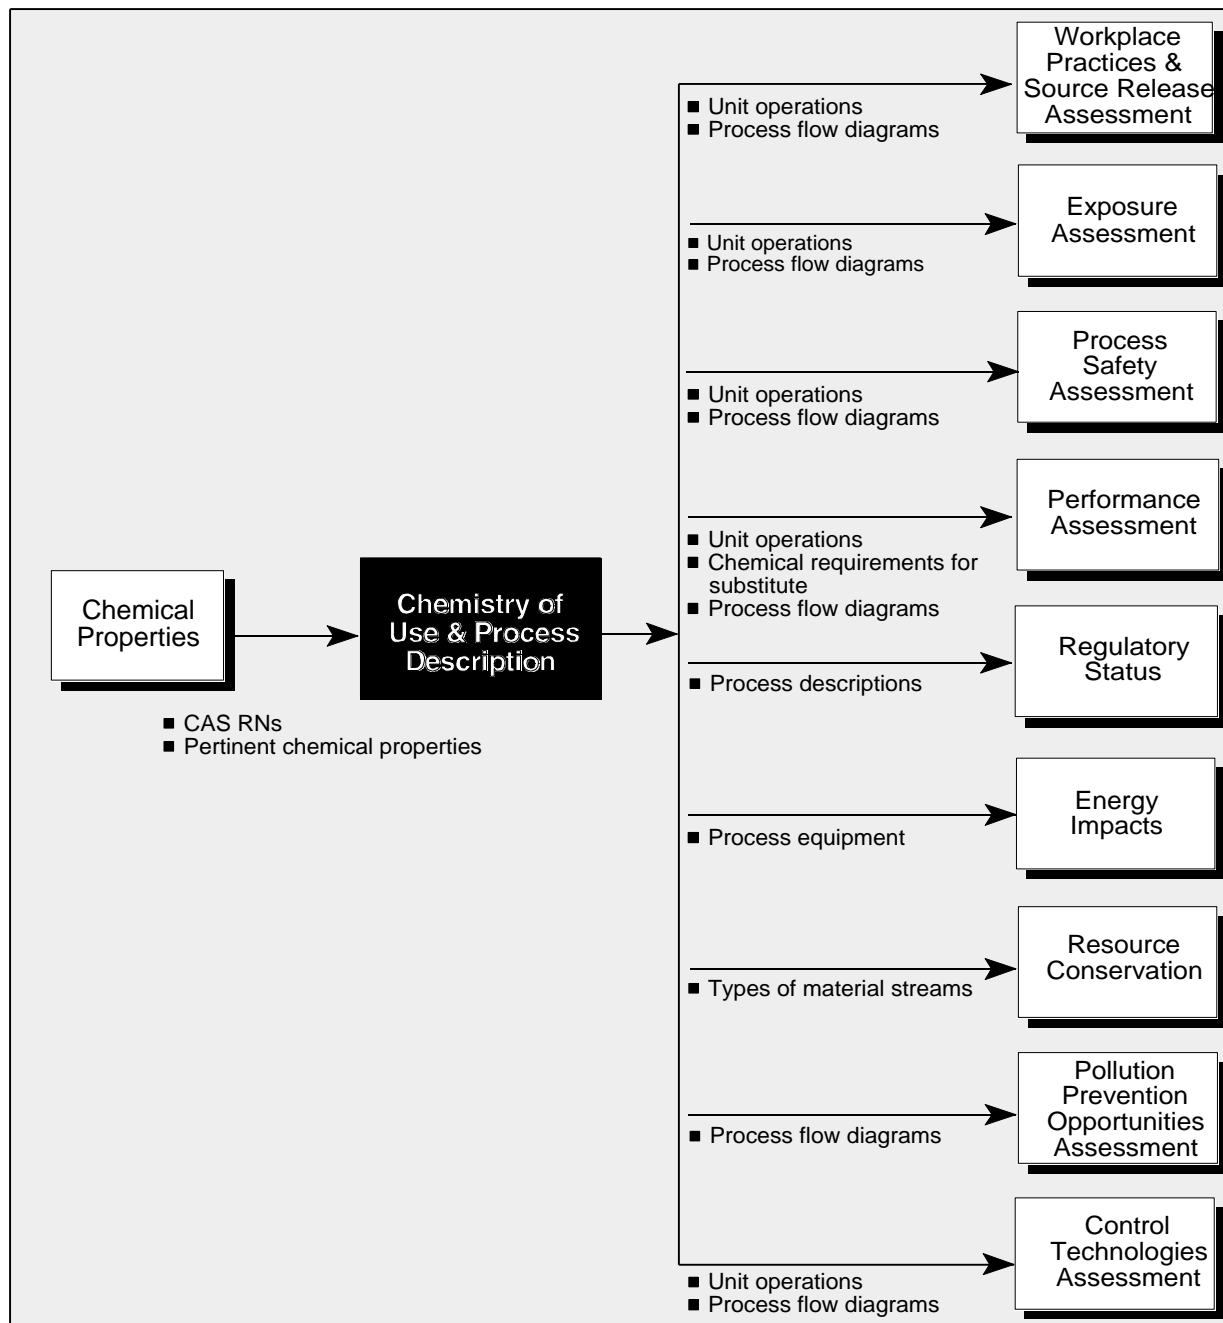 Workplace
Practices &
Source Release
Assessment
■ Unit operations
■ Process flow diagrams
Exposure
Assessment
■ Unit operations
■ Process flow diagrams
Process
Safety
Assessment
■ Unit operations
■ Process flow diagrams
Performance
Assessment
■ Unit operations
■ Chemical requirements for
substitute
■ Process flow diagrams
Chemical
Properties
■ CAS RNs
■ Pertinent chemical properties
Chemistry of
Use & Process
Description
Regulatory
Status
■ Process descriptions
Energy
Impacts
■ Process equipment
Resource
Conservation
■ Types of material streams
Pollution
Prevention
Opportunities
Assessment
■ Process flow diagrams
Control
Technologies
Assessment
■ Unit operations
■ Process flow diagrams